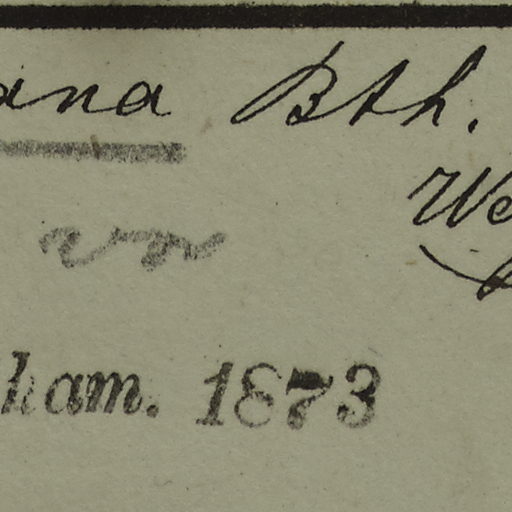 ana Bth.
We
ham. 1873